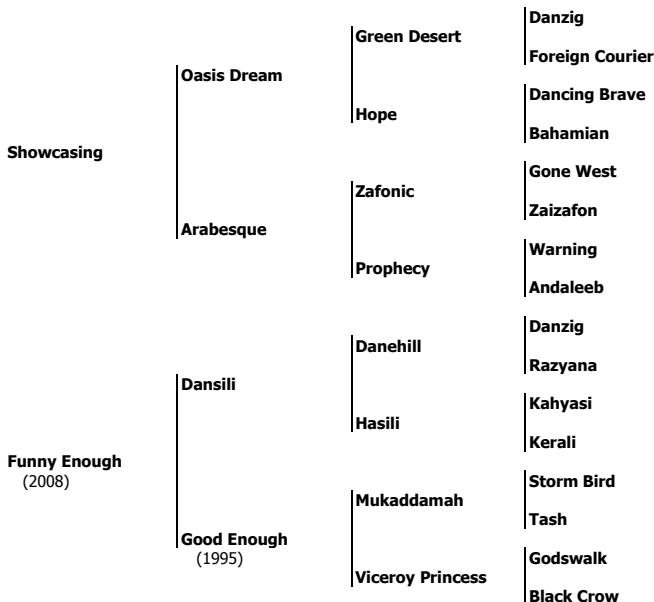 Danzig
Green Desert
Foreign Courier
Oasis Dream
Dancing Brave
Hope
Bahamian
Showcasing
Gone West
Zafonic
Zaizafon
Arabesque
Warning
Prophecy
Andaleeb
Danzig
Danehill
Razyana
Dansili
Kahyasi
Hasili
Kerali
Funny Enough
(2008)
Storm Bird
Mukaddamah
Tash
Good Enough
(1995)
Godswalk
Viceroy Princess
Black Crow